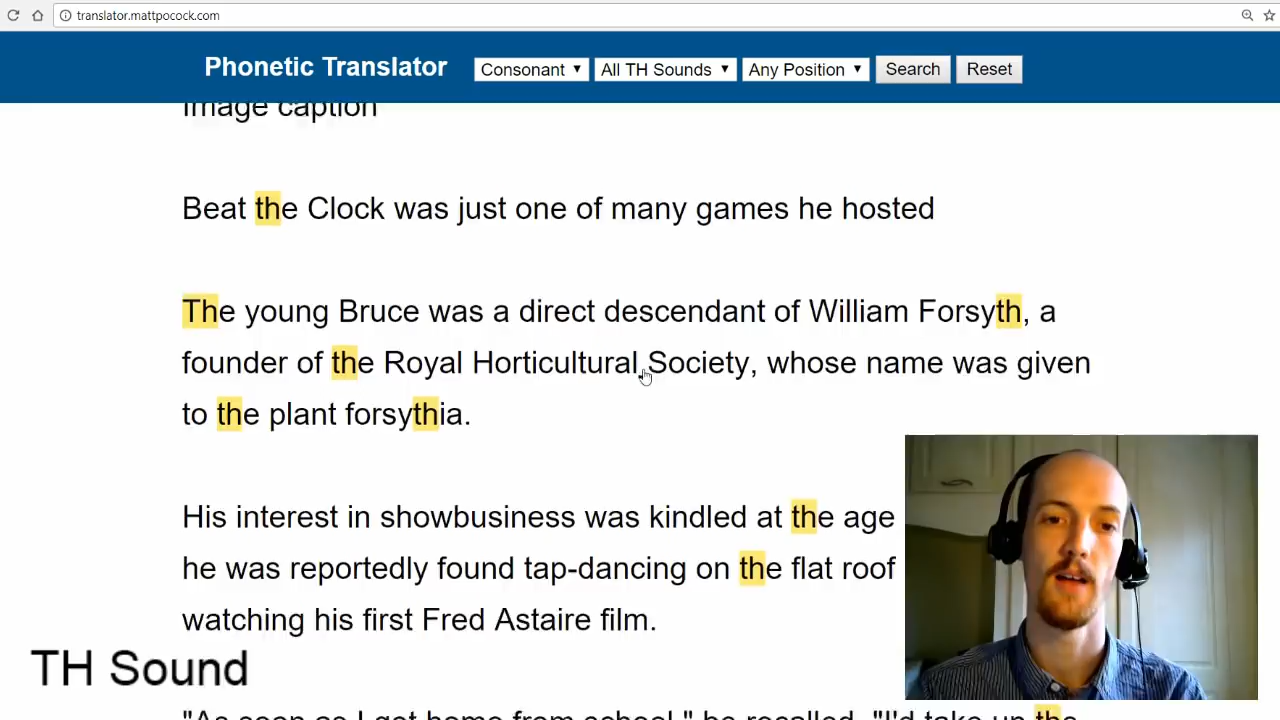 translator.mattpocock.com
Phonetic Translator Consonant All TH Sounds Any Position Search Reset
Image caption
Beat the Clock was just one of many games he hosted
The young Bruce was a direct descendant of William Forsyth, a
founder of the Royal Horticultural Society, whose name was given
to the plant forsythia.
His interest in showbusiness was kindled at the age
he was reportedly found tap-dancing on the flat roof
watching his first Fred Astaire film.
TH Sound
"As soon as I got home from school," he recalled, "I'd take up the